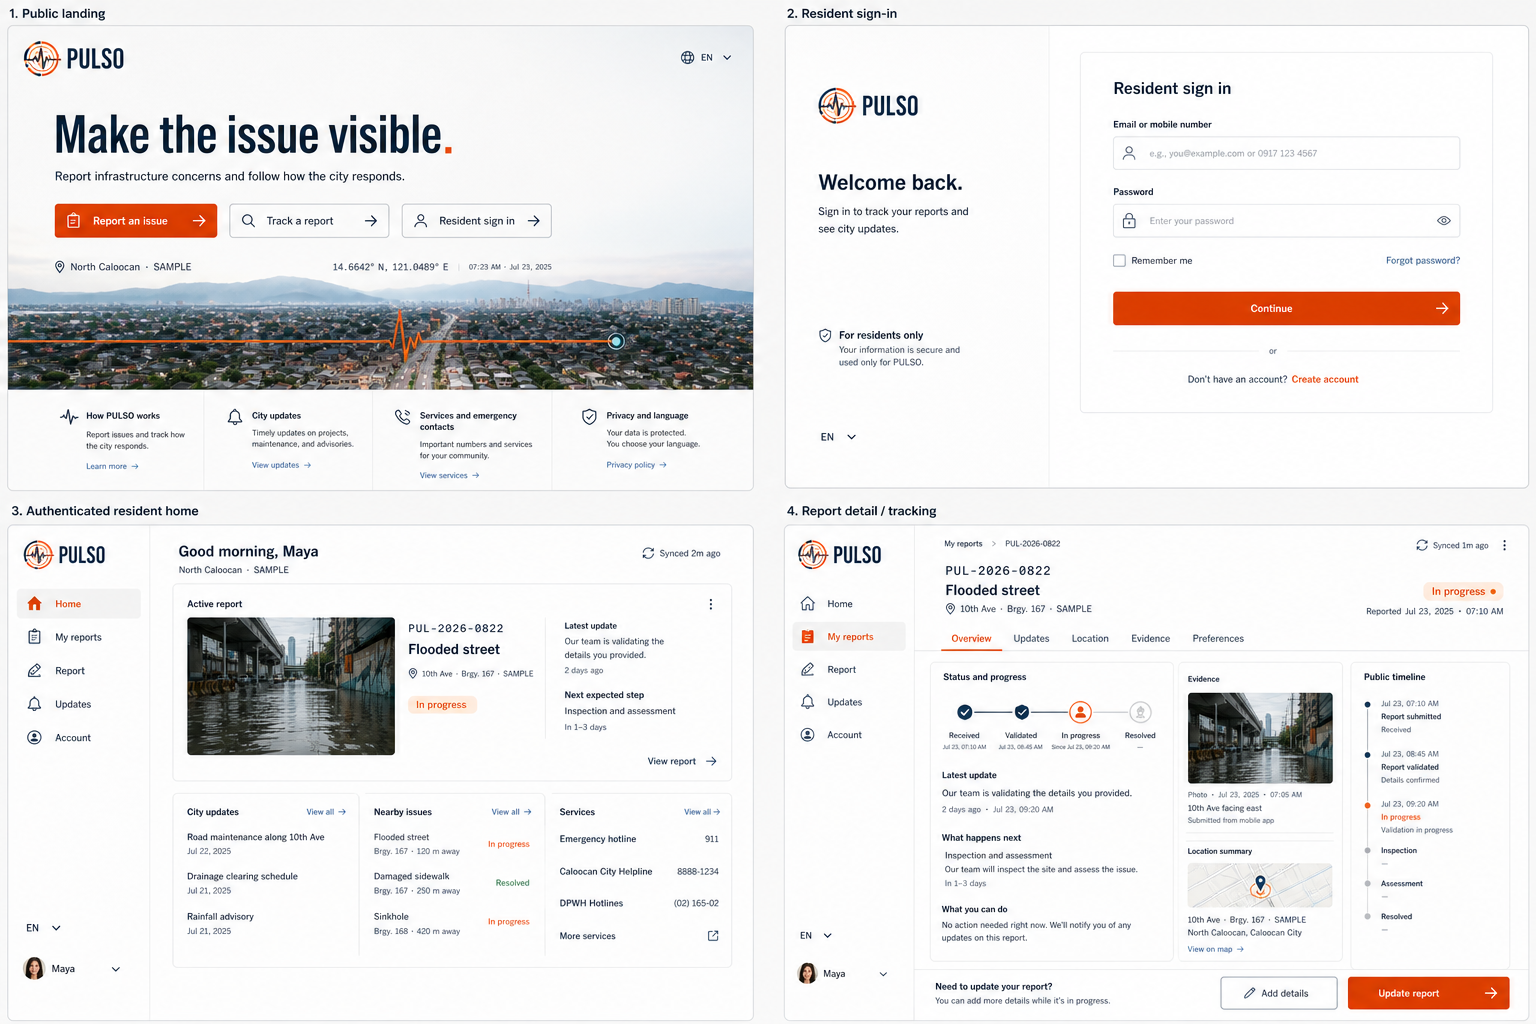 1. Public landing
PULSO
EN
Make the issue visible.
Report infrastructure concerns and follow how the city responds.
Report an issue
Track a report
Resident sign in
North Caloocan · SAMPLE
14.6642° N, 121.0489° E
07:23 AM · Jul 23, 2025
How PULSO works
Report issues and track how
the city responds.
Learn more →
City updates
Timely updates on projects,
maintenance, and advisories.
View updates →
Services and emergency
contacts
Important numbers and services
for your community.
View services →
Privacy and language
Your data is protected.
You choose your language.
Privacy policy →
2. Resident sign-in
PULSO
Welcome back.
Sign in to track your reports and
see city updates.
For residents only
Your information is secure and
used only for PULSO.
EN
Resident sign in
Email or mobile number
e.g., you@example.com or 0917 123 4567
Password
Enter your password
Remember me
Forgot password?
Continue
or
Don't have an account? Create account
3. Authenticated resident home
PULSO
Home
My reports
Report
Updates
Account
EN
Maya
Good morning, Maya
North Caloocan · SAMPLE
Synced 2m ago
Active report
PUL-2026-0822
Flooded street
10th Ave · Brgy. 167 · SAMPLE
In progress
Latest update
Our team is validating the
details you provided.
2 days ago
Next expected step
Inspection and assessment
In 1–3 days
View report
City updates
View all →
Road maintenance along 10th Ave
Jul 22, 2025
Drainage clearing schedule
Jul 21, 2025
Rainfall advisory
Jul 21, 2025
Nearby issues
View all →
Flooded street
Brgy. 167 · 120 m away
In progress
Damaged sidewalk
Brgy. 167 · 250 m away
Resolved
Sinkhole
Brgy. 168 · 420 m away
In progress
Services
View all →
Emergency hotline
911
Caloocan City Helpline
8888-1234
DPWH Hotlines
(02) 165-02
More services
4. Report detail / tracking
PULSO
Home
My reports
Report
Updates
Account
EN
Maya
My reports > PUL-2026-0822
Synced 1m ago
PUL-2026-0822
Flooded street
10th Ave · Brgy. 167 · SAMPLE
In progress
Reported Jul 23, 2025 · 07:10 AM
Overview
Updates
Location
Evidence
Preferences
Status and progress
Received
Jul 23, 07:10 AM
Validated
Jul 23, 08:45 AM
In progress
Since Jul 23, 09:20 AM
Resolved
—
Latest update
Our team is validating the details you provided.
2 days ago · Jul 23, 09:20 AM
What happens next
Inspection and assessment
Our team will inspect the site and assess the issue.
In 1–3 days
What you can do
No action needed right now. We'll notify you of any
updates on this report.
Evidence
Photo · Jul 23, 2025 · 07:05 AM
10th Ave facing east
Submitted from mobile app
Location summary
10th Ave · Brgy. 167 · SAMPLE
North Caloocan, Caloocan City
View on map →
Public timeline
Jul 23, 07:10 AM
Report submitted
Received
Jul 23, 08:45 AM
Report validated
Details confirmed
Jul 23, 09:20 AM
In progress
Validation in progress
Inspection
—
Assessment
—
Resolved
—
Need to update your report?
You can add more details while it's in progress.
Add details
Update report